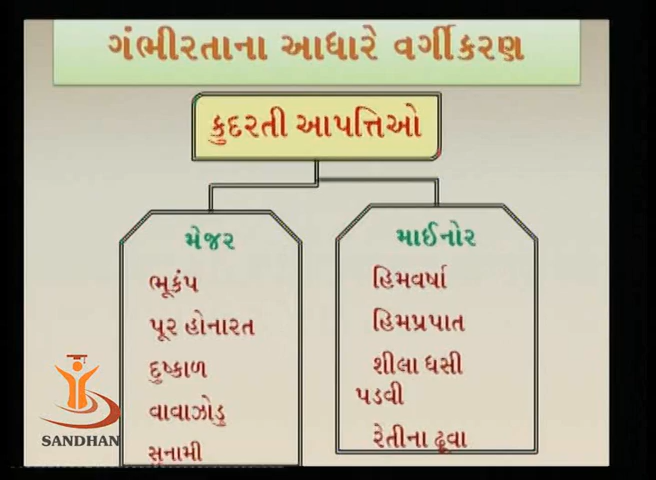 ગંભીરતાના આધારે વર્ગીકરણ
કુદરતી આપત્તિઓ
મેજર
ભૂકંપ
પૂર હોનારત
દુષ્કાળ
વાવાઝોડુ
સુનામી
માઈનોર
હિમવર્ષા
હિમપ્રપાત
શીલા ધસી
પડવી
રેતીના ઢૂવા
SANDHAN